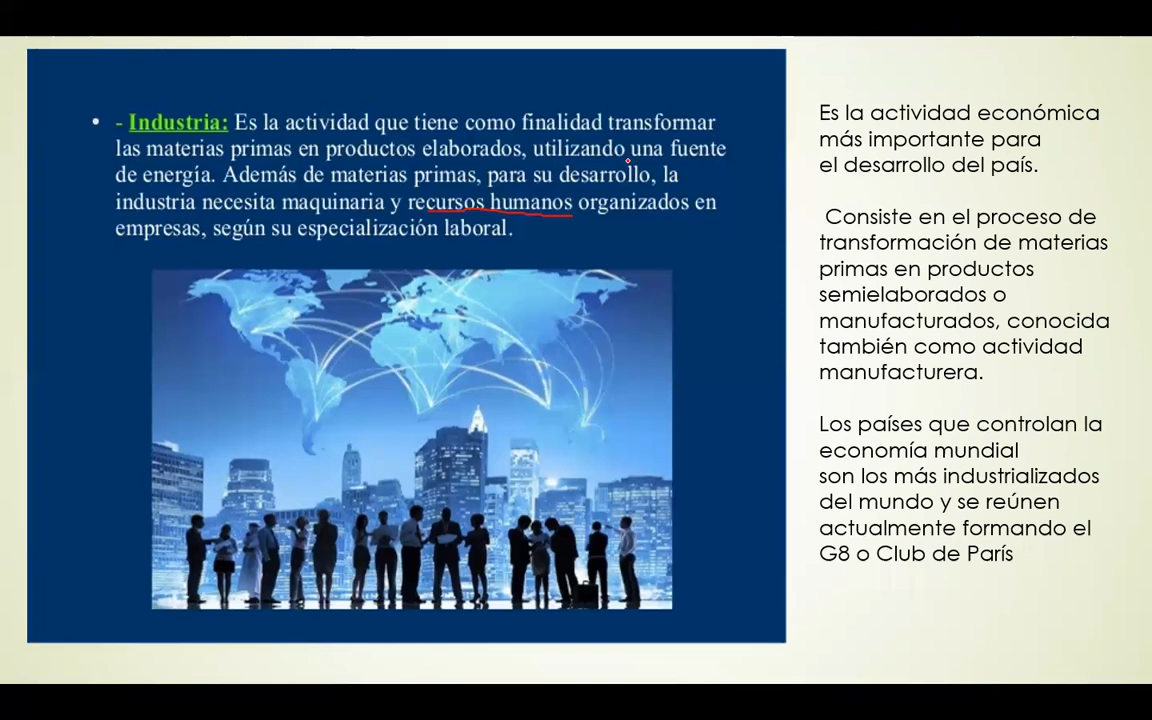 • - Industria: Es la actividad que tiene como finalidad transformar
las materias primas en productos elaborados, utilizando una fuente
de energía. Además de materias primas, para su desarrollo, la
industria necesita maquinaria y recursos humanos organizados en
empresas, según su especialización laboral.
Es la actividad económica
más importante para
el desarrollo del país.
Consiste en el proceso de
transformación de materias
primas en productos
semielaborados o
manufacturados, conocida
también como actividad
manufacturera.
Los países que controlan la
economía mundial
son los más industrializados
del mundo y se reúnen
actualmente formando el
G8 o Club de París